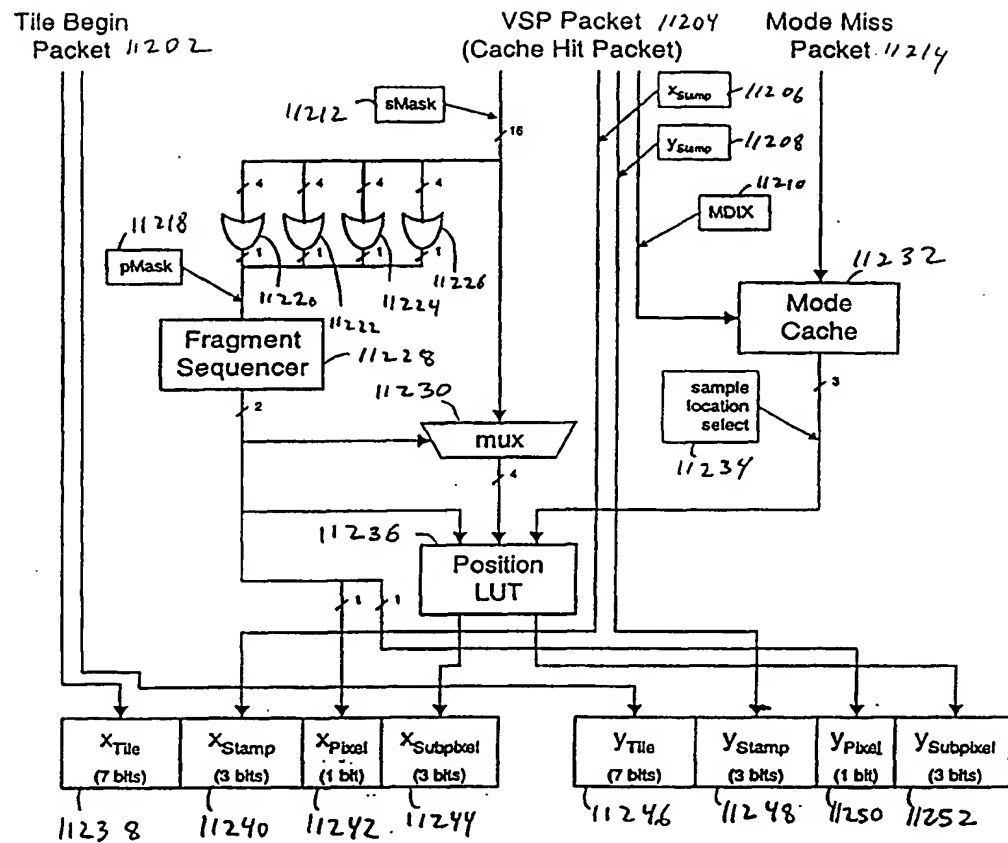 Tile Begin
Packet 11202
VSP Packet 11204
(Cache Hit Packet)
Mode Miss
Packet 11214
11212
sMask
16
xStamp
11206
yStamp
11208
11210
MDIX
4
4
4
4
11218
pMask
1
1
1
1
11220
11222
11224
11226
11232
Mode
Cache
Fragment
Sequencer
11228
2
11230
mux
4
3
sample
location
select
11234
11236
Position
LUT
1
1
xTile
(7 bits)
xStamp
(3 bits)
xPixel
(1 bit)
xSubpixel
(3 bits)
yTile
(7 bits)
yStamp
(3 bits)
yPixel
(1 bit)
ySubpixel
(3 bits)
11238
11240
11242
11244
11246
11248
11250
11252